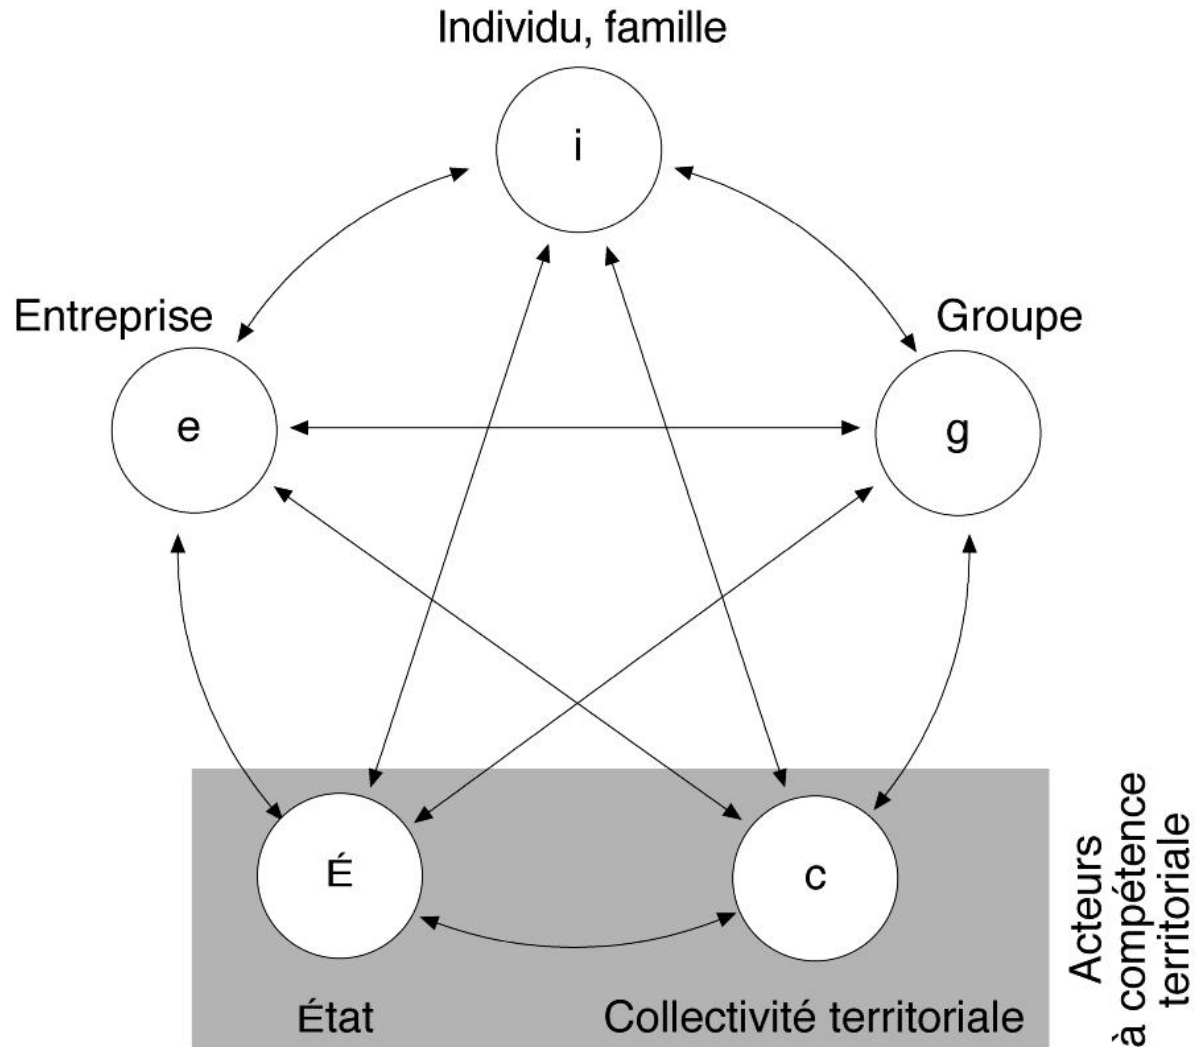 Individu, famille
i
Entreprise
Groupe
e
g
É
c
État
Collectivité territoriale
Acteurs
à compétence
territoriale